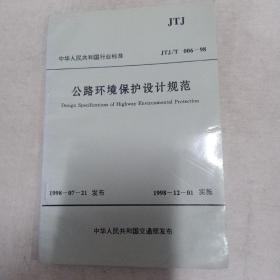 JTJ
中华人民共和国行业标准
JTJ/T 006-98
公路环境保护设计规范
Design Specifications of Highway Environmental Protection
1998-07-21 发布
1998-12-01 实施
中华人民共和国交通部发布